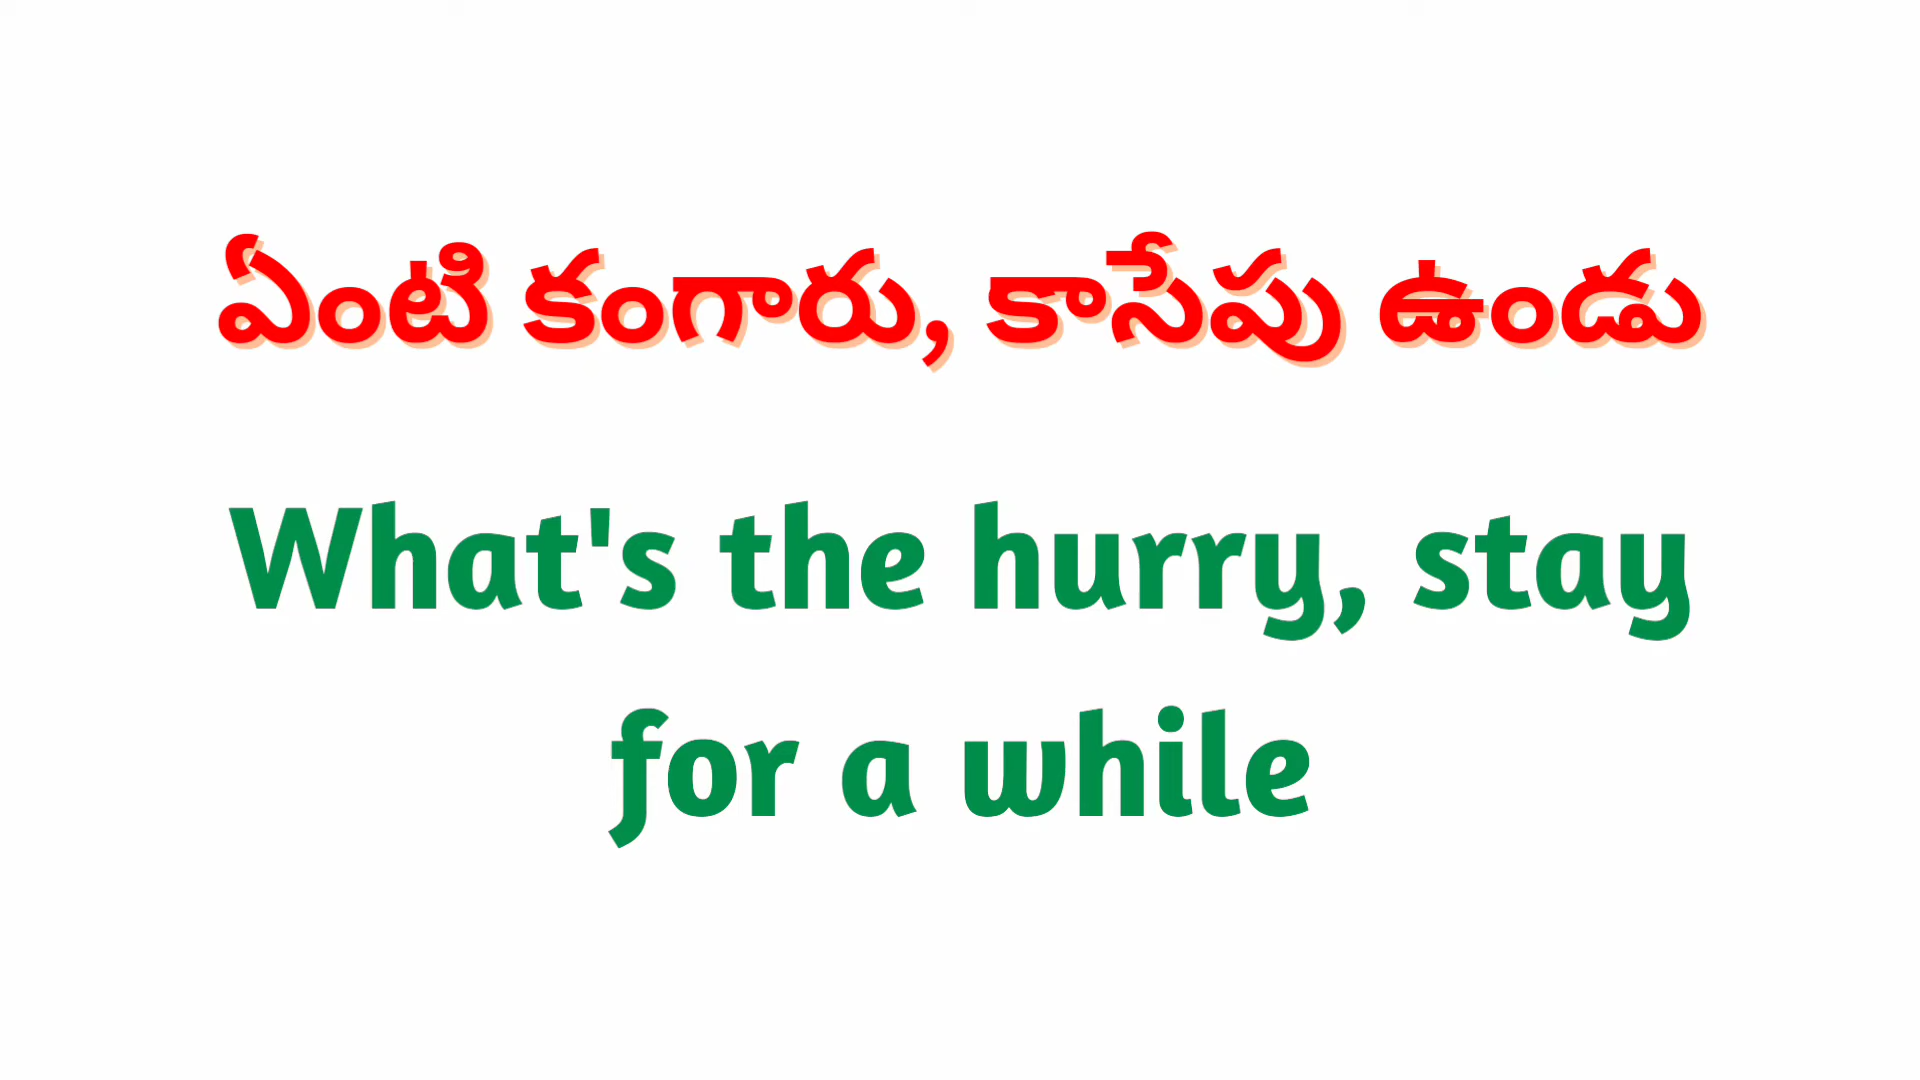 ఏంటి కంగారు, కాసేపు ఉండు
What's the hurry, stay
for a while